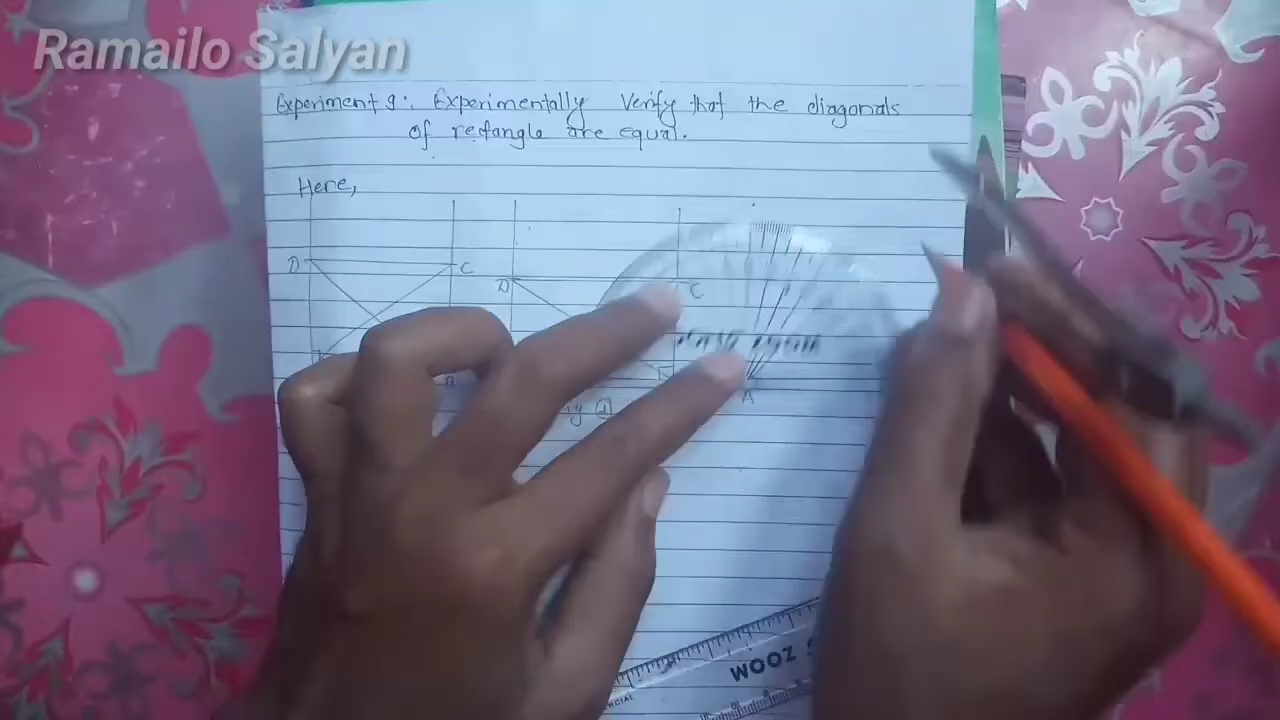 Ramailo Salyan
Experiment 9:. Experimentally Verify that the diagonals
of rectangle are equal.
Here,
D C D C
B
A
WOOZ